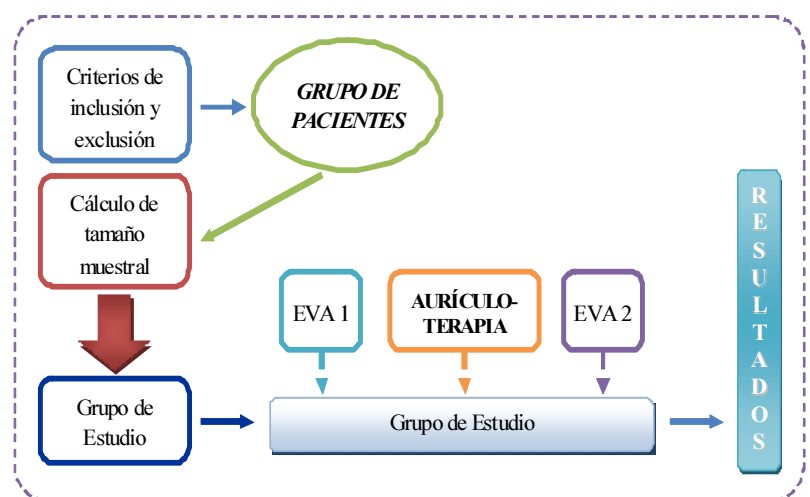 Criterios de
inclusión y
exclusión
GRUPO DE
PACIENTES
Cálculo de
tamaño
muestral
EVA 1
AURÍCULO-
TERAPIA
EVA 2
Grupo de
Estudio
Grupo de Estudio
RESULTADOS